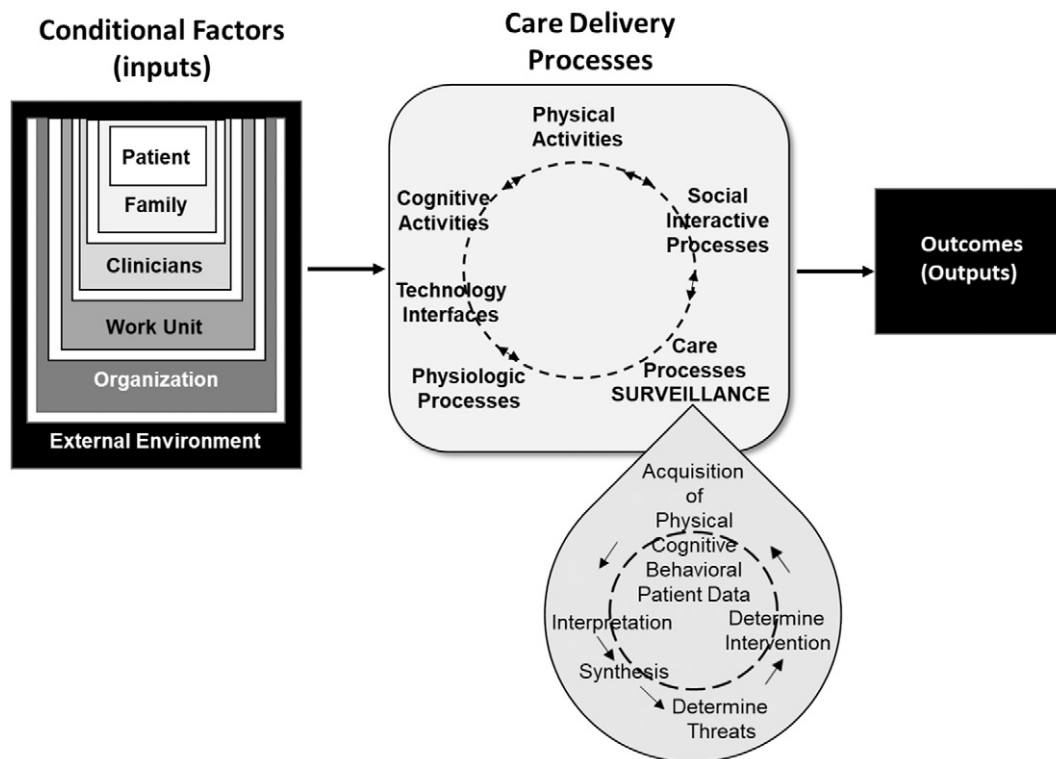 Conditional Factors
(inputs)
Patient
Family
Clinicians
Work Unit
Organization
External Environment
Care Delivery
Processes
Physical
Activities
Cognitive
Activities
Social
Interactive
Processes
Technology
Interfaces
Physiologic
Processes
Care
Processes
SURVEILLANCE
Acquisition
of
Physical
Cognitive
Behavioral
Patient Data
Interpretation
Synthesis
Determine
Threats
Determine
Intervention
Outcomes
(Outputs)